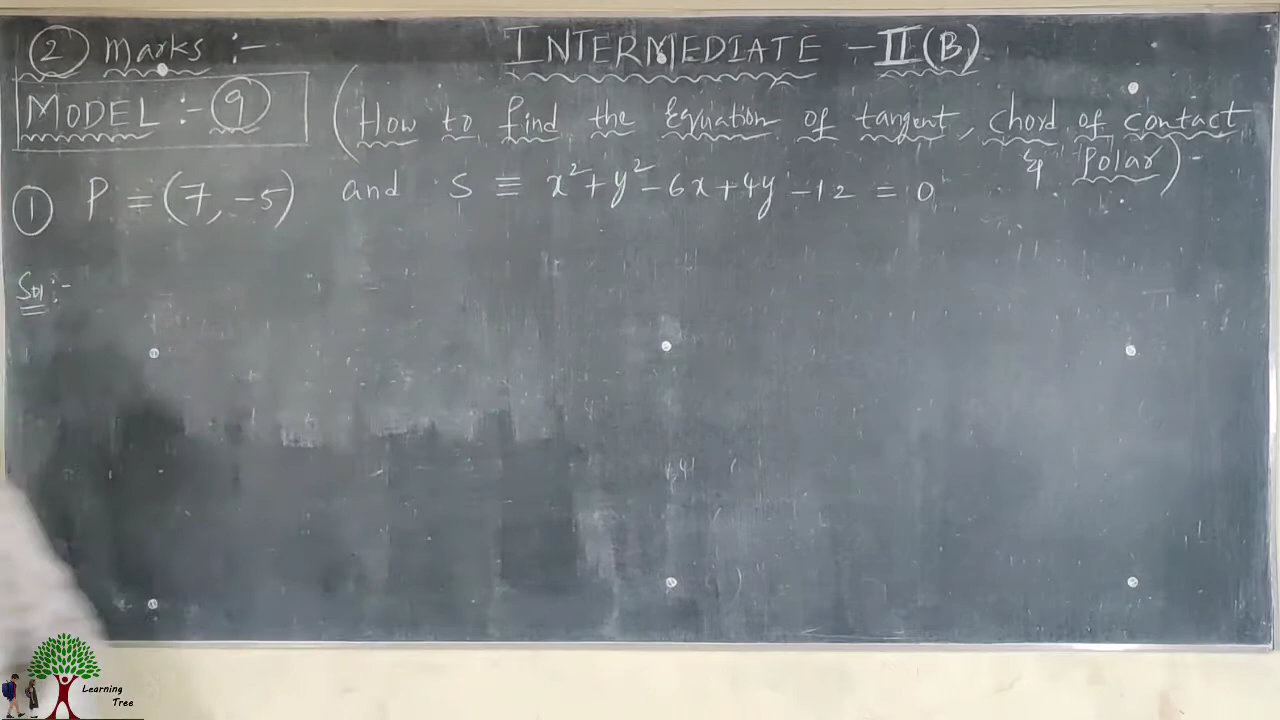 ② Marks :-
INTERMEDIATE - II(B)
MODEL :- ⑨ (How to find the Equation of tangent, chord of contact & Polar) -
① P = (7, -5) and S ≡ x² + y² - 6x + 4y - 12 = 0
Sol :-
Learning
Tree